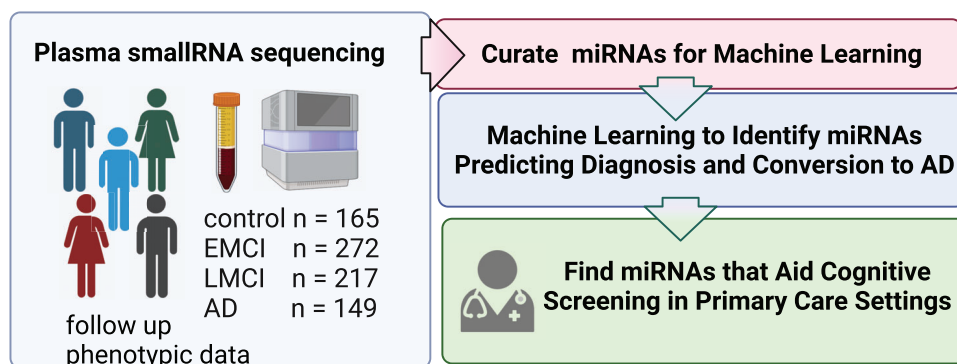 Plasma smallRNA sequencing
control n = 165
EMCI n = 272
LMCI n = 217
AD n = 149
follow up
phenotypic data
Curate miRNAs for Machine Learning
Machine Learning to Identify miRNAs
Predicting Diagnosis and Conversion to AD
Find miRNAs that Aid Cognitive
Screening in Primary Care Settings